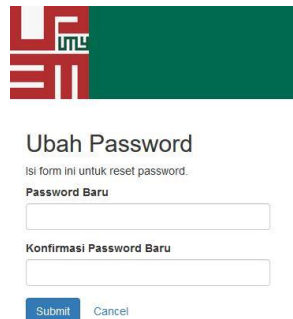 Ubah Password
Isi form ini untuk reset password.
Password Baru
Konfirmasi Password Baru
Submit Cancel